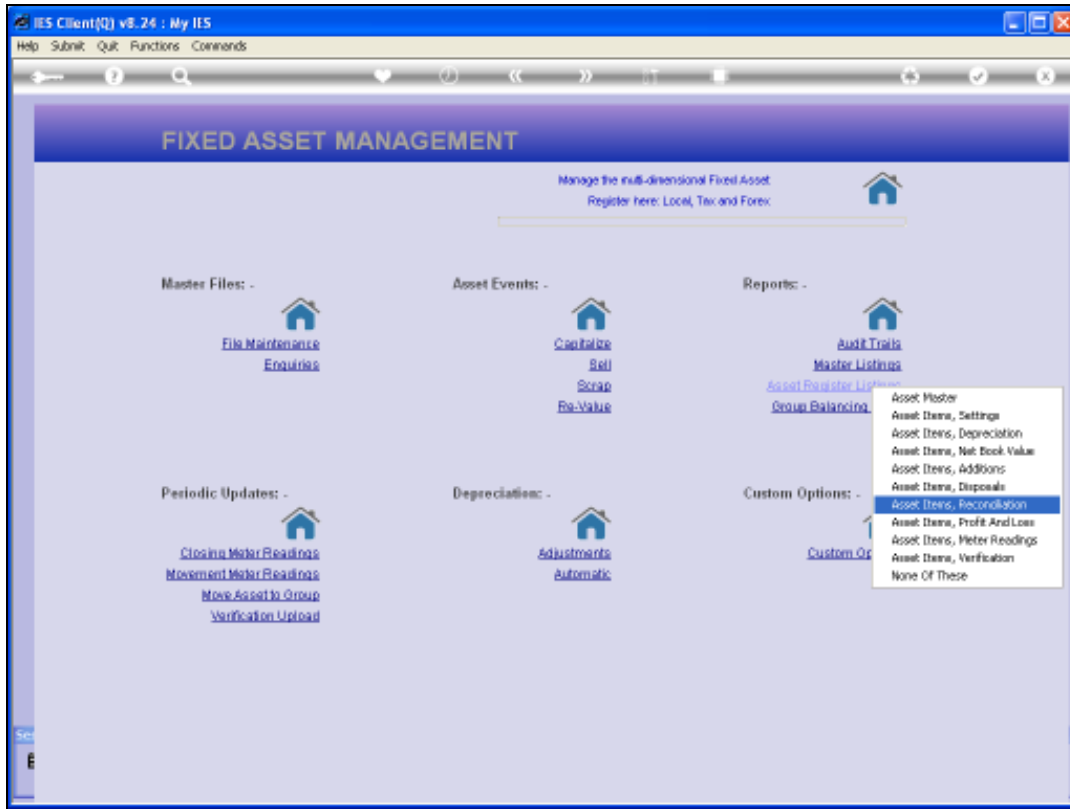 IES Client(Q) v8.24 : My IES
Help Submit Quit Functions Commands
FIXED ASSET MANAGEMENT
Manage the multi-dimensional Fixed Asset
Register here: Local, Tax and Forex
Master Files: -
File Maintenance
Enquiries
Asset Events: -
Capitalize
Sell
Scrap
Re-Value
Reports: -
Audit Trails
Master Listings
Asset Register Listings
Group Balancing
Asset Master
Asset Items, Settings
Asset Items, Depreciation
Asset Items, Net Book Value
Asset Items, Additions
Asset Items, Disposals
Asset Items, Reconciliation
Asset Items, Profit And Loss
Asset Items, Meter Readings
Asset Items, Verification
None Of These
Periodic Updates: -
Closing Meter Readings
Movement Meter Readings
Move Asset to Group
Verification Upload
Depreciation: -
Adjustments
Automatic
Custom Options: -
Custom Op
Se